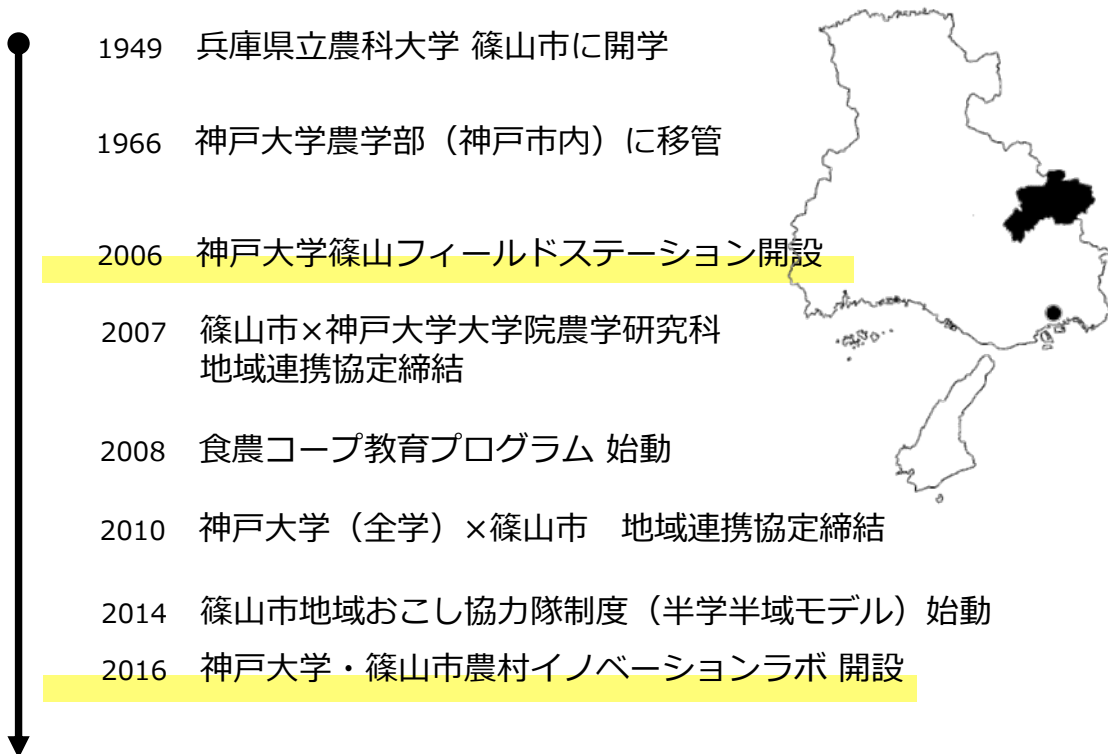 1949 兵庫県立農科大学 篠山市に開学
1966 神戸大学農学部（神戸市内）に移管
2006 神戸大学篠山フィールドステーション開設
2007 篠山市×神戸大学大学院農学研究科
地域連携協定締結
2008 食農コープ教育プログラム 始動
2010 神戸大学（全学）×篠山市　地域連携協定締結
2014 篠山市地域おこし協力隊制度（半学半域モデル）始動
2016 神戸大学・篠山市農村イノベーションラボ 開設